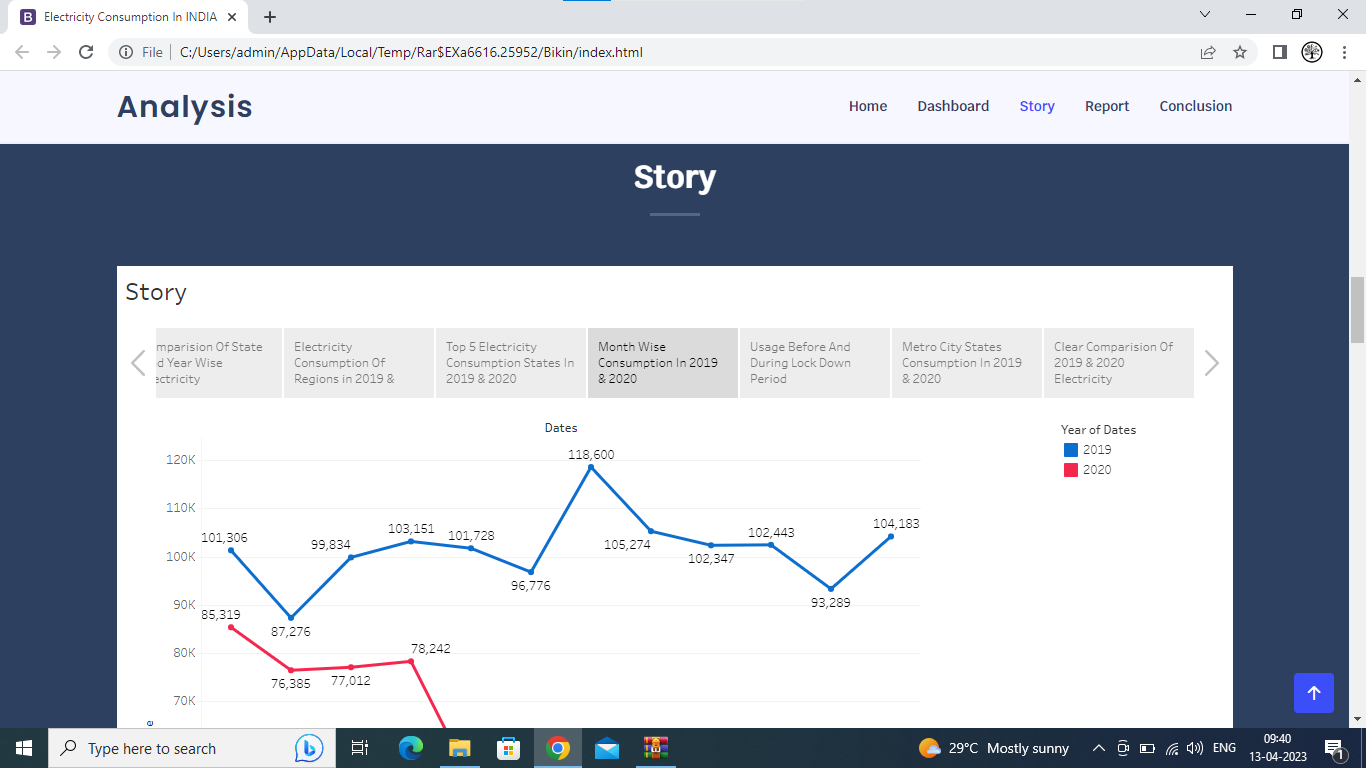 Electricity Consumption In INDIA
File
C:/Users/admin/AppData/Local/Temp/Rar$EXa6616.25952/Bikin/index.html
Analysis
Home
Dashboard
Story
Report
Conclusion
Story
Story
mparision Of State
d Year Wise
ectricity
Electricity
Consumption Of
Regions in 2019 &
Top 5 Electricity
Consumption States In
2019 & 2020
Month Wise
Consumption In 2019
& 2020
Usage Before And
During Lock Down
Period
Metro City States
Consumption In 2019
& 2020
Clear Comparision Of
2019 & 2020
Electricity
Dates
Year of Dates
2019
2020
120K
110K
100K
90K
80K
70K
101,306
87,276
99,834
103,151
101,728
96,776
118,600
105,274
102,347
102,443
93,289
104,183
85,319
76,385
77,012
78,242
e
Type here to search
29°C Mostly sunny
ENG
09:40
13-04-2023
1